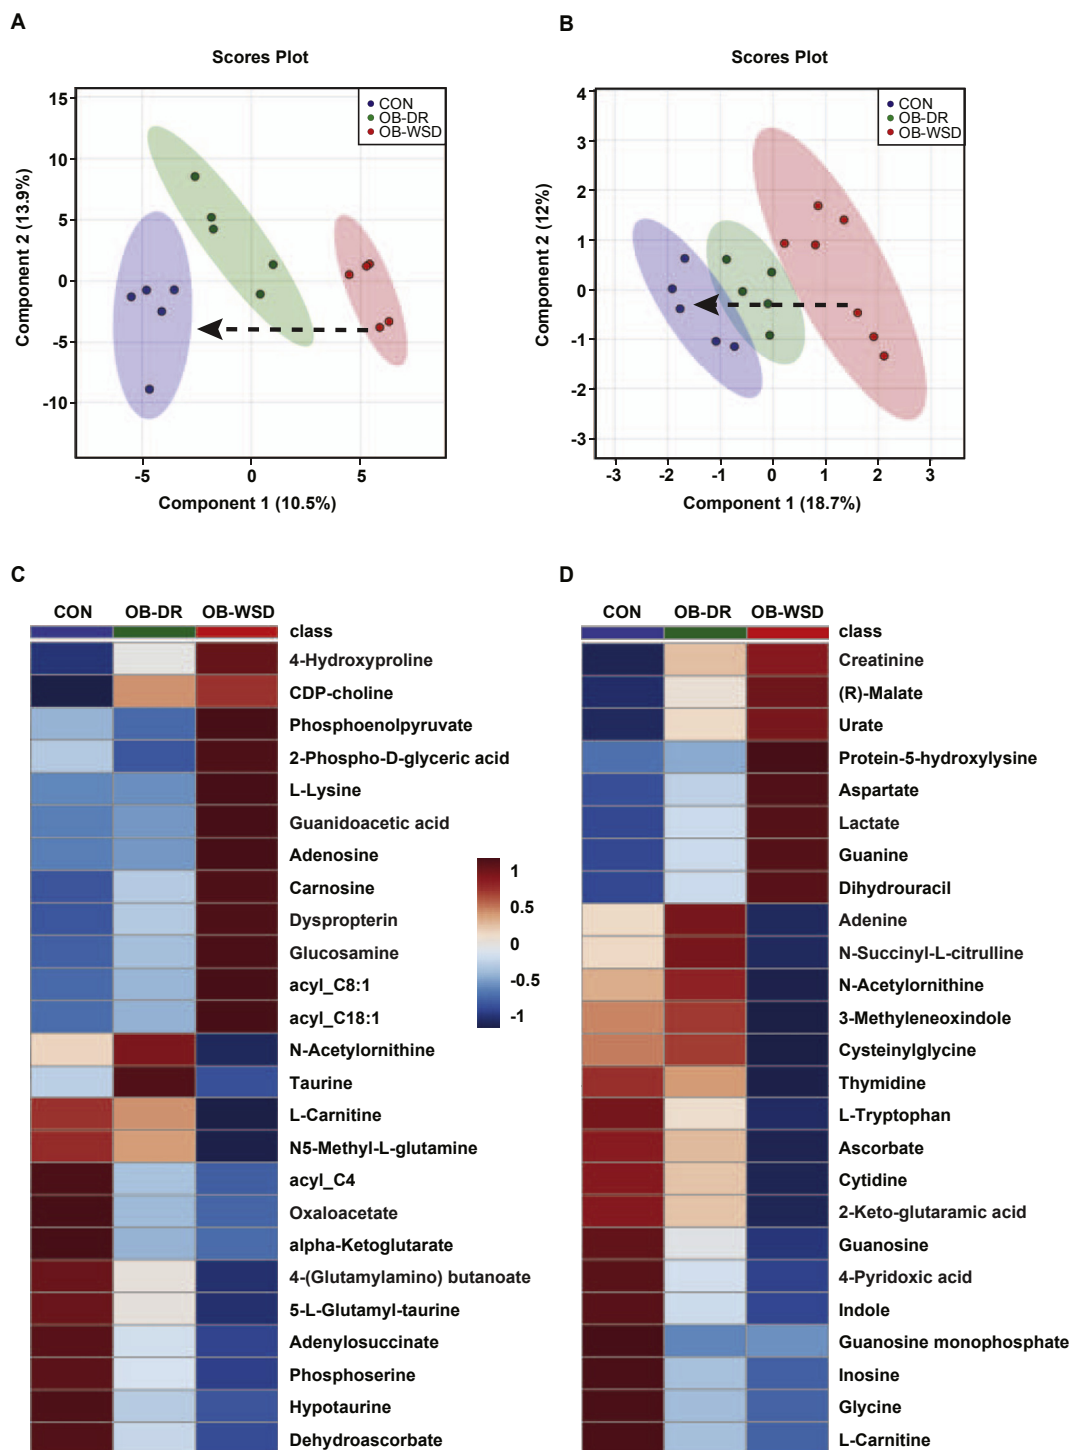 A
Scores Plot
CON
OB-DR
OB-WSD
15
10
5
0
-5
-10
Component 2 (13.9%)
-5
0
5
Component 1 (10.5%)
B
Scores Plot
CON
OB-DR
OB-WSD
4
3
2
1
0
-1
-2
-3
Component 2 (12%)
-3
-2
-1
0
1
2
3
Component 1 (18.7%)
C
CON OB-DR OB-WSD
class
4-Hydroxyproline
CDP-choline
Phosphoenolpyruvate
2-Phospho-D-glyceric acid
L-Lysine
Guanidoacetic acid
Adenosine
Carnosine
Dyspropterin
Glucosamine
acyl_C8:1
acyl_C18:1
N-Acetylornithine
Taurine
L-Carnitine
N5-Methyl-L-glutamine
acyl_C4
Oxaloacetate
alpha-Ketoglutarate
4-(Glutamylamino) butanoate
5-L-Glutamyl-taurine
Adenylosuccinate
Phosphoserine
Hypotaurine
Dehydroascorbate
1
0.5
0
-0.5
-1
D
CON OB-DR OB-WSD
class
Creatinine
(R)-Malate
Urate
Protein-5-hydroxylysine
Aspartate
Lactate
Guanine
Dihydrouracil
Adenine
N-Succinyl-L-citrulline
N-Acetylornithine
3-Methyleneoxindole
Cysteinylglycine
Thymidine
L-Tryptophan
Ascorbate
Cytidine
2-Keto-glutaramic acid
Guanosine
4-Pyridoxic acid
Indole
Guanosine monophosphate
Inosine
Glycine
L-Carnitine